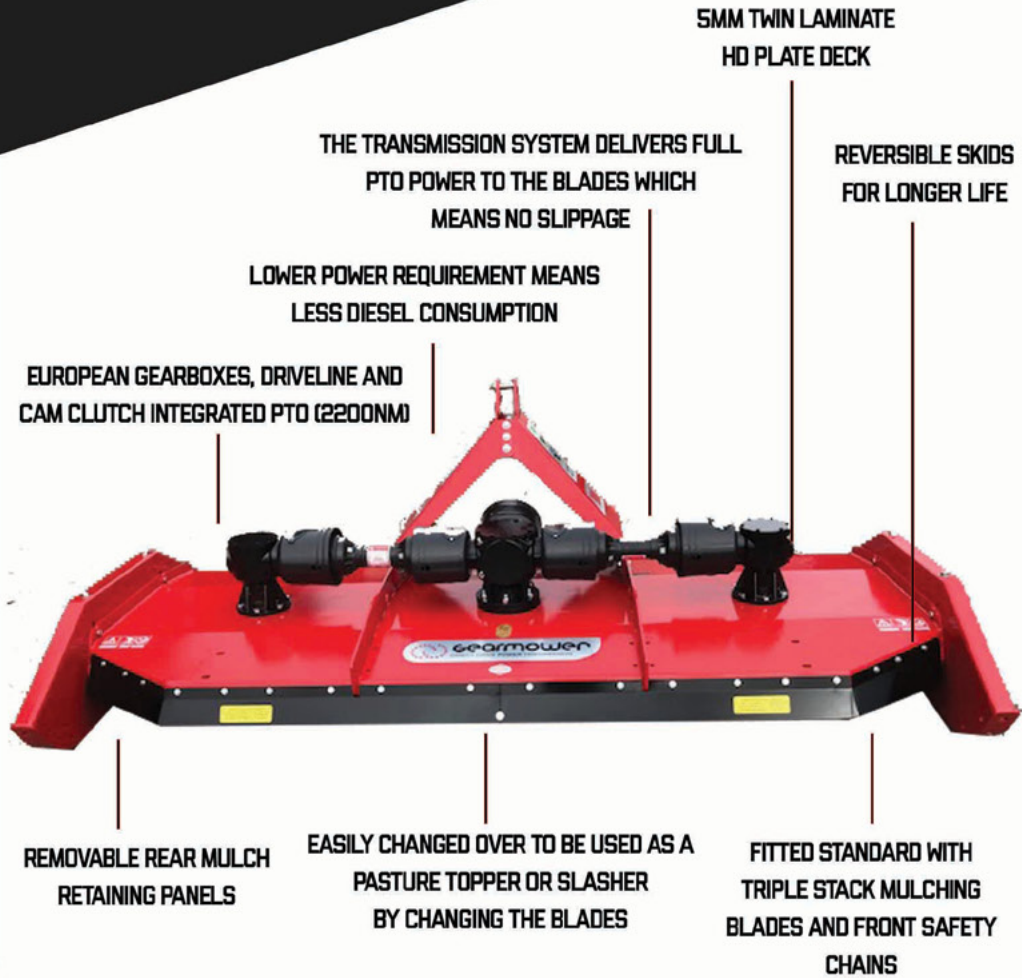 5MM TWIN LAMINATE
HD PLATE DECK
THE TRANSMISSION SYSTEM DELIVERS FULL
PTO POWER TO THE BLADES WHICH
MEANS NO SLIPPAGE
REVERSIBLE SKIDS
FOR LONGER LIFE
LOWER POWER REQUIREMENT MEANS
LESS DIESEL CONSUMPTION
EUROPEAN GEARBOXES, DRIVELINE AND
CAM CLUTCH INTEGRATED PTO (2200NM)
GEARMOWER
REMOVABLE REAR MULCH
RETAINING PANELS
EASILY CHANGED OVER TO BE USED AS A
PASTURE TOPPER OR SLASHER
BY CHANGING THE BLADES
FITTED STANDARD WITH
TRIPLE STACK MULCHING
BLADES AND FRONT SAFETY
CHAINS